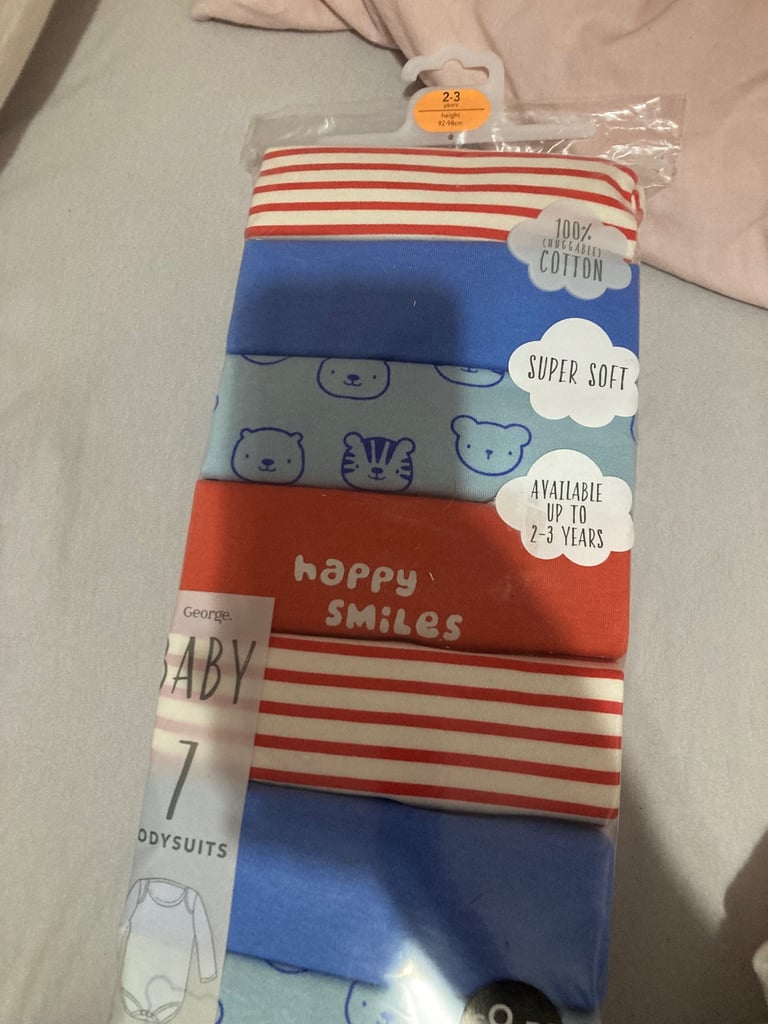 2-3
years
height
92-98cm
100%
(HUGGABLE)
COTTON
SUPER SOFT
AVAILABLE
UP TO
2-3 YEARS
happy
SMiLes
George.
BABY
7
ODYSUITS